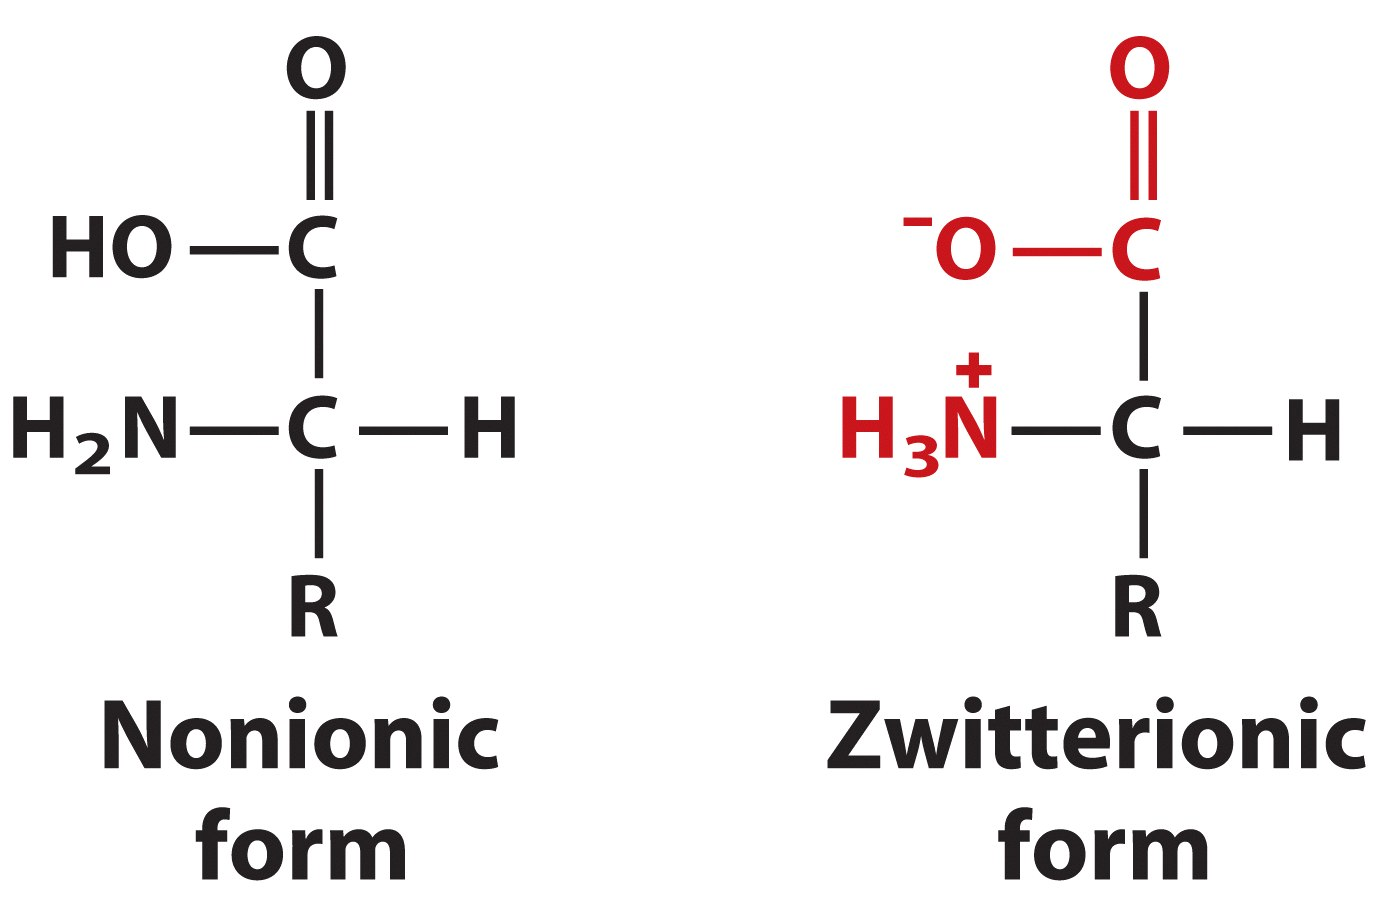 O O
HO C ⁻O C
H₂N C H H₃N⁺ C H
R R
Nonionic Zwitterionic
form form